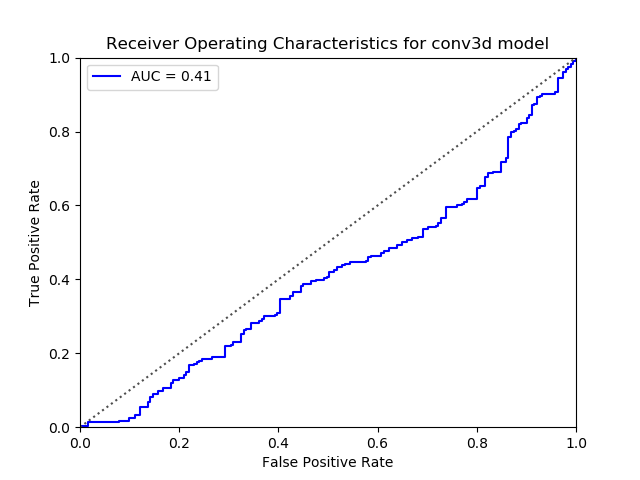 Receiver Operating Characteristics for conv3d model
AUC = 0.41
True Positive Rate
1.0
0.8
0.6
0.4
0.2
0.0
0.0 0.2 0.4 0.6 0.8 1.0
False Positive Rate